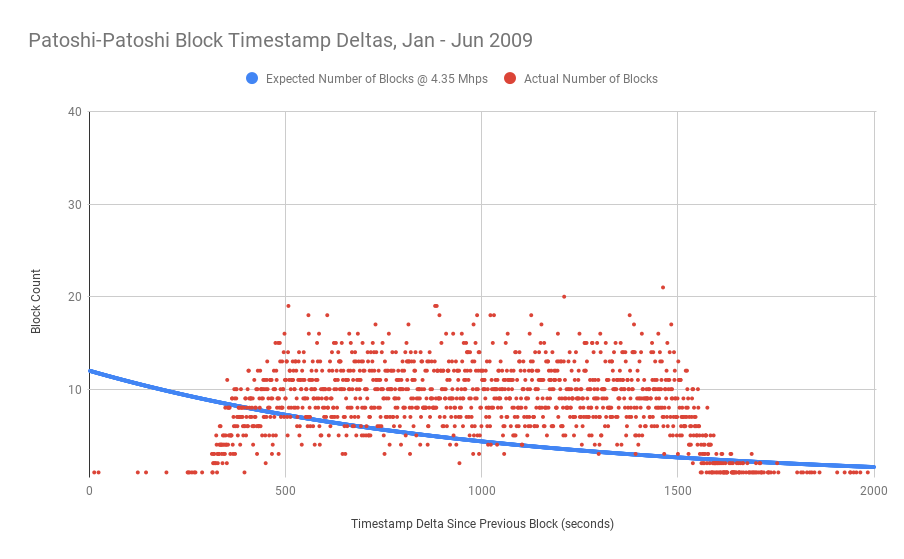 Patoshi-Patoshi Block Timestamp Deltas, Jan - Jun 2009
Expected Number of Blocks @ 4.35 Mhps
Actual Number of Blocks
40
30
20
10
Block Count
0
500
1000
1500
2000
Timestamp Delta Since Previous Block (seconds)